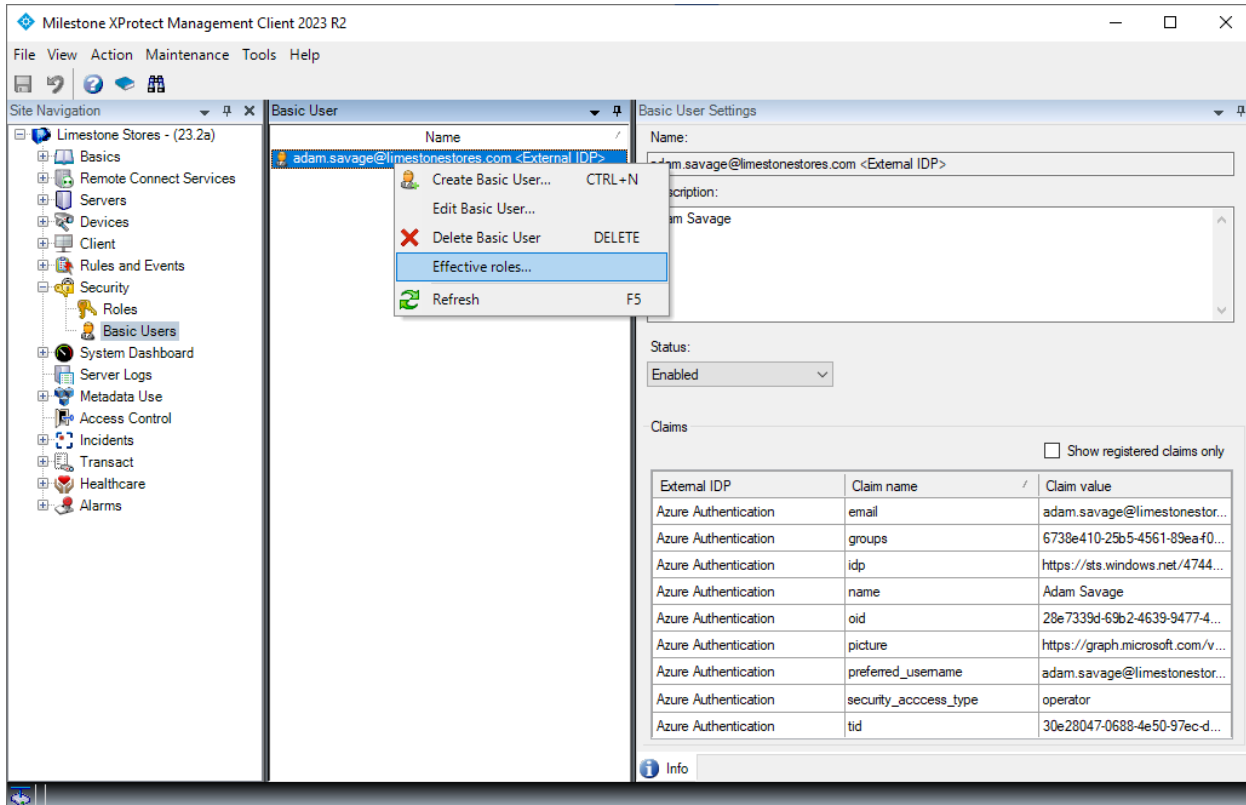 Milestone XProtect Management Client 2023 R2
File View Action Maintenance Tools Help
Site Navigation
Limestone Stores - (23.2a)
Basics
Remote Connect Services
Servers
Devices
Client
Rules and Events
Security
Roles
Basic Users
System Dashboard
Server Logs
Metadata Use
Access Control
Incidents
Transact
Healthcare
Alarms
Basic User
Name
adam.savage@limestonestores.com <External IDP>
Create Basic User... CTRL+N
Edit Basic User...
Delete Basic User DELETE
Effective roles...
Refresh F5
Basic User Settings
Name:
adam.savage@limestonestores.com <External IDP>
scription:
am Savage
Status:
Enabled
Claims
Show registered claims only
External IDP Claim name Claim value
Azure Authentication email adam.savage@limestonestor...
Azure Authentication groups 6738e410-25b5-4561-89ea-f0...
Azure Authentication idp https://sts.windows.net/4744...
Azure Authentication name Adam Savage
Azure Authentication oid 28e7339d-69b2-4639-9477-4...
Azure Authentication picture https://graph.microsoft.com/v...
Azure Authentication preferred_username adam.savage@limestonestor...
Azure Authentication security_acccess_type operator
Azure Authentication tid 30e28047-0688-4e50-97ec-d...
Info